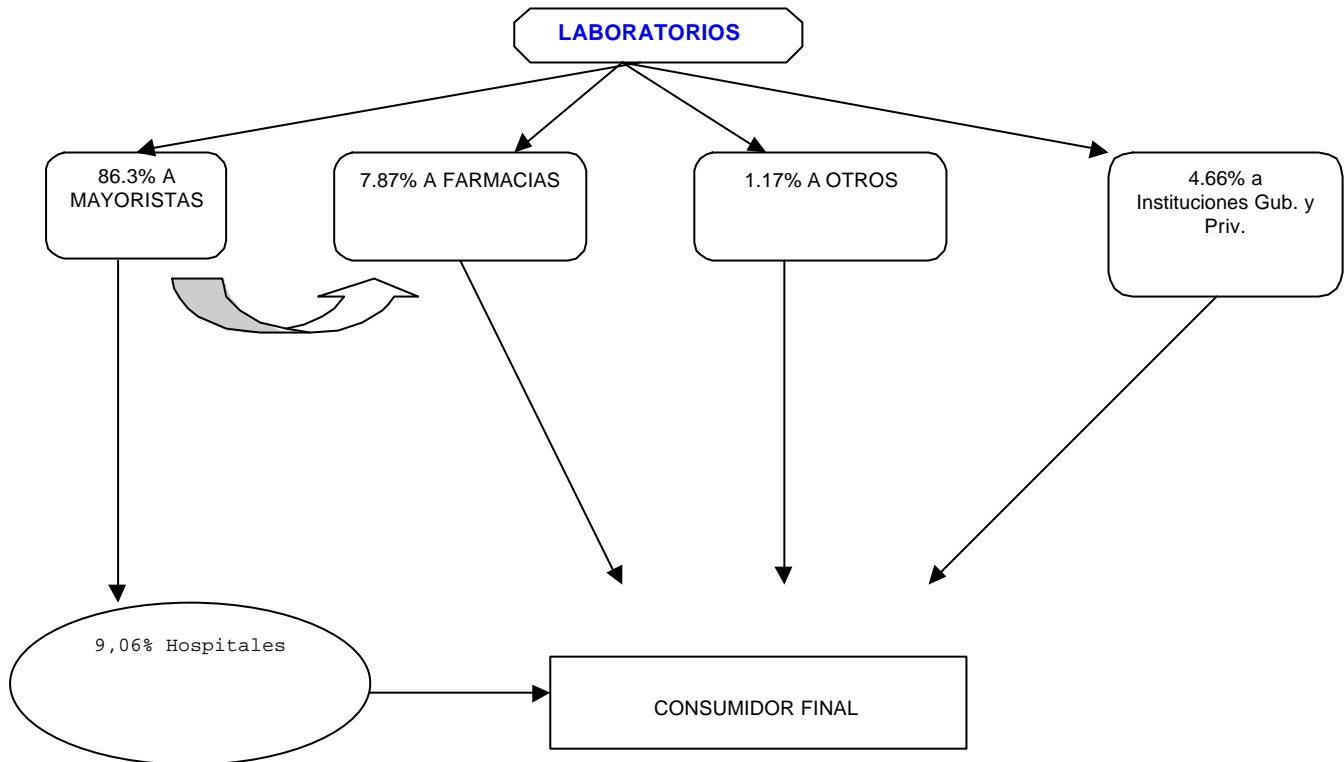 LABORATORIOS
86.3% A
MAYORISTAS
7.87% A FARMACIAS
1.17% A OTROS
4.66% a
Instituciones Gub. y
Priv.
9,06% Hospitales
CONSUMIDOR FINAL